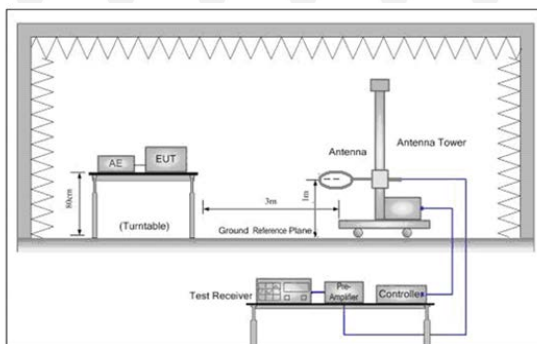 AE
EUT
Antenna
Antenna Tower
80cm
(Turntable)
3m
1m
Ground Reference Plane
Test Receiver
Pre-
Amplifier
Controller